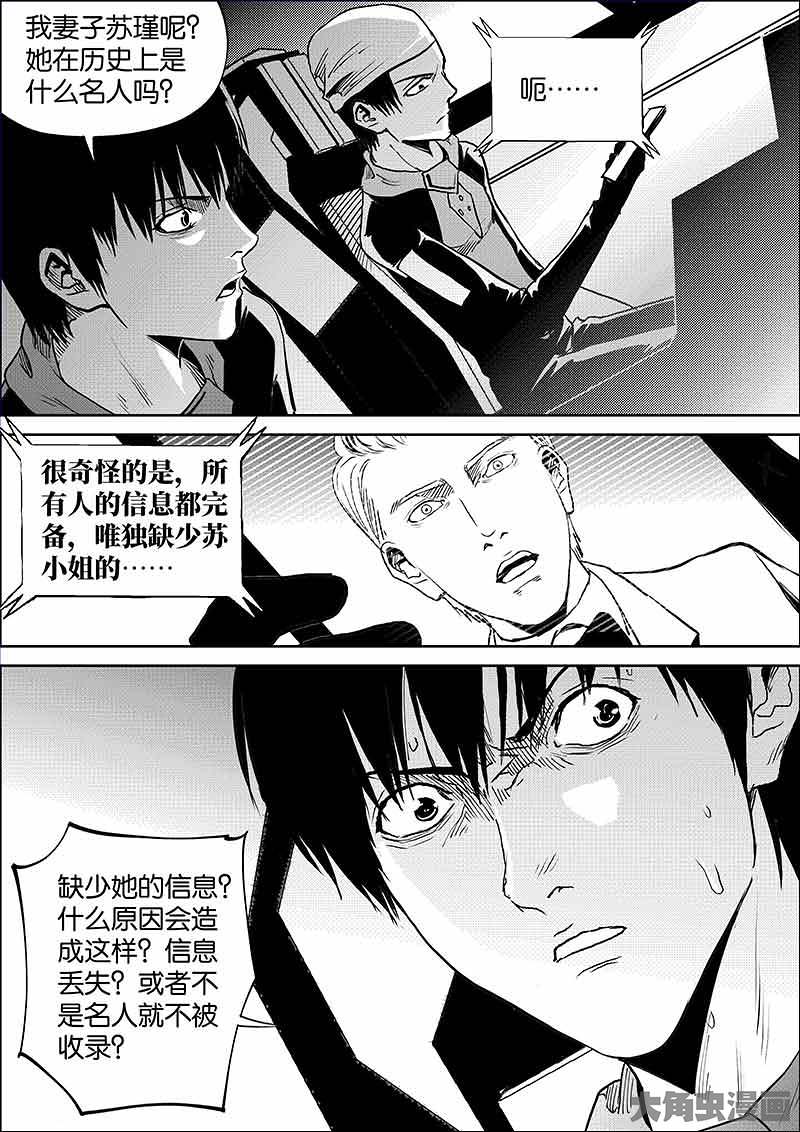 我妻子苏瑾呢?
她在历史上是
什么名人吗?
呃……
很奇怪的是，所
有人的信息都完
备，唯独缺少苏
小姐的……
缺少她的信息?
什么原因会造
成这样? 信息
丢失? 或者不
是名人就不被
收录?
大角虫漫画